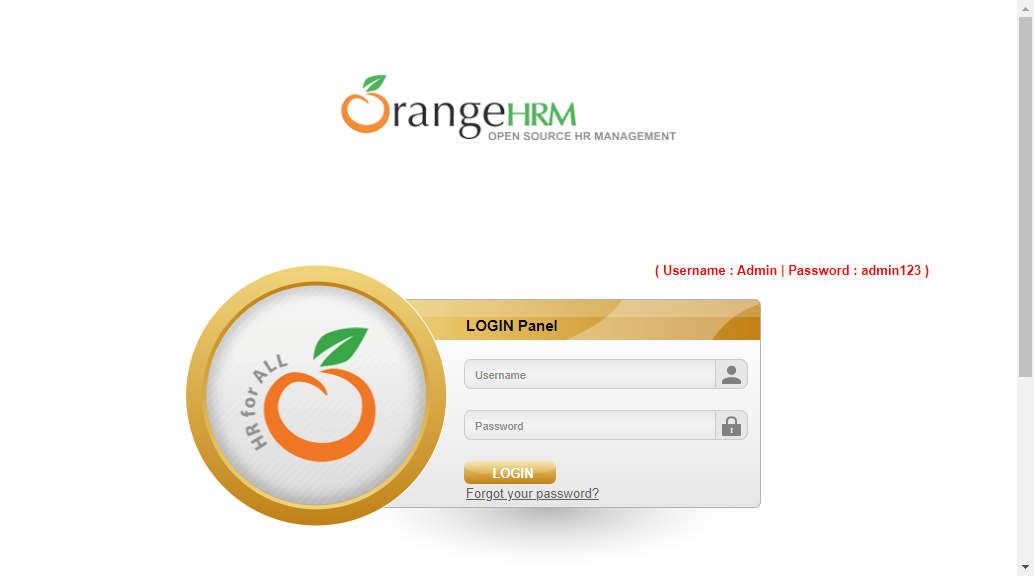 OrangeHRM
OPEN SOURCE HR MANAGEMENT
( Username : Admin | Password : admin123 )
LOGIN Panel
HR for ALL
Username
Password
LOGIN
Forgot your password?